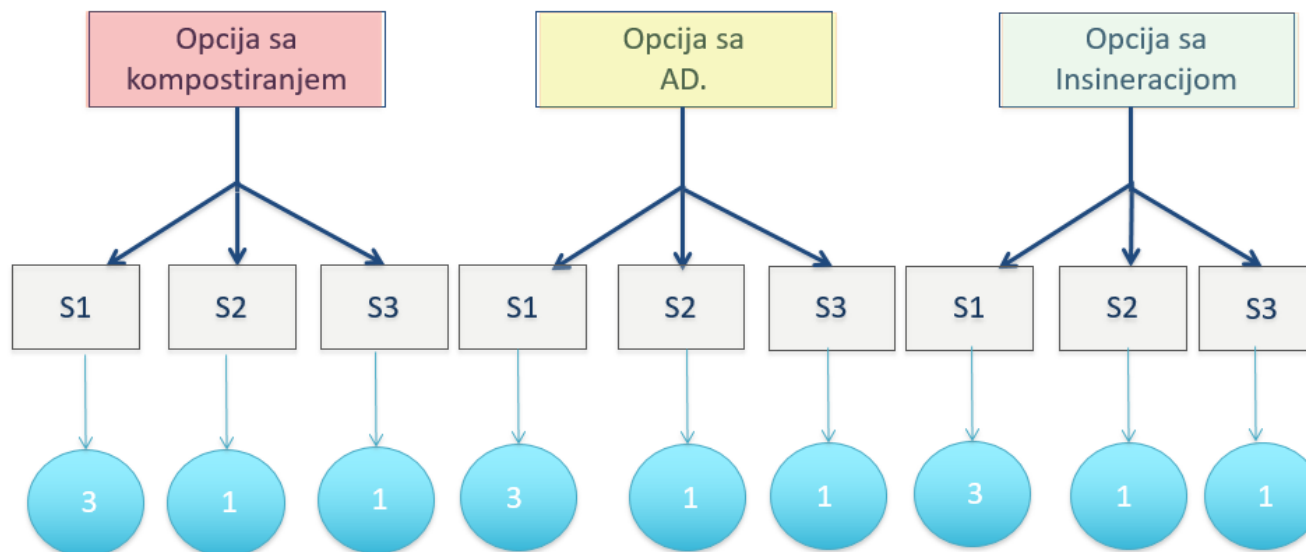 Opcija sa
kompostiranjem
Opcija sa
AD.
Opcija sa
Insineracijom
S1
S2
S3
S1
S2
S3
S1
S2
S3
3
1
1
3
1
1
3
1
1